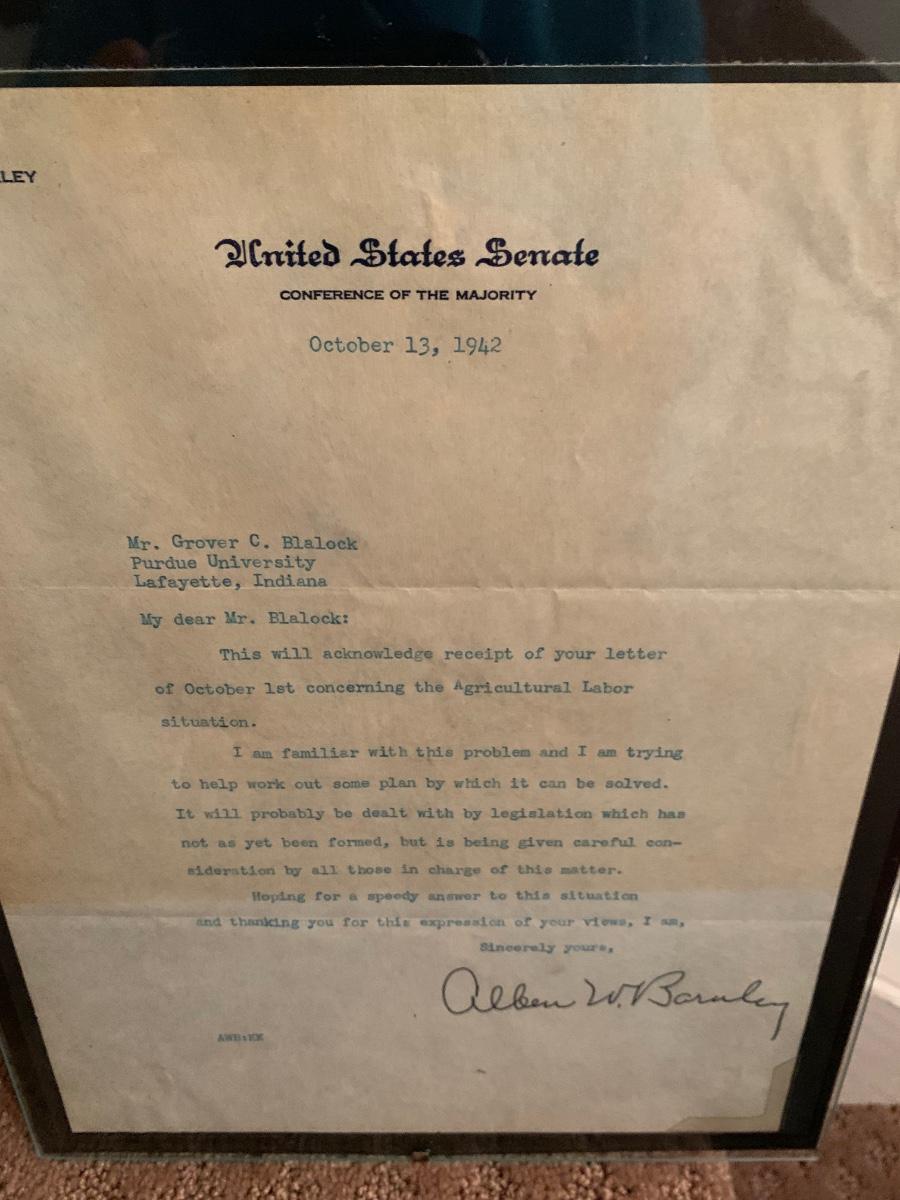 LEY
United States Senate
CONFERENCE OF THE MAJORITY
October 13, 1942
Mr. Grover C. Blalock
Purdue University
Lafayette, Indiana
My dear Mr. Blalock:
This will acknowledge receipt of your letter
of October 1st concerning the Agricultural Labor
situation.
I am familiar with this problem and I am trying
to help work out some plan by which it can be solved.
It will probably be dealt with by legislation which has
not as yet been formed, but is being given careful con-
sideration by all those in charge of this matter.
Hoping for a speedy answer to this situation
and thanking you for this expression of your views, I am,
Sincerely yours,
Alben W. Barkley
AWB:KK